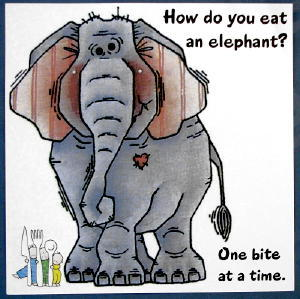 How do you eat
an elephant?
One bite
at a time.